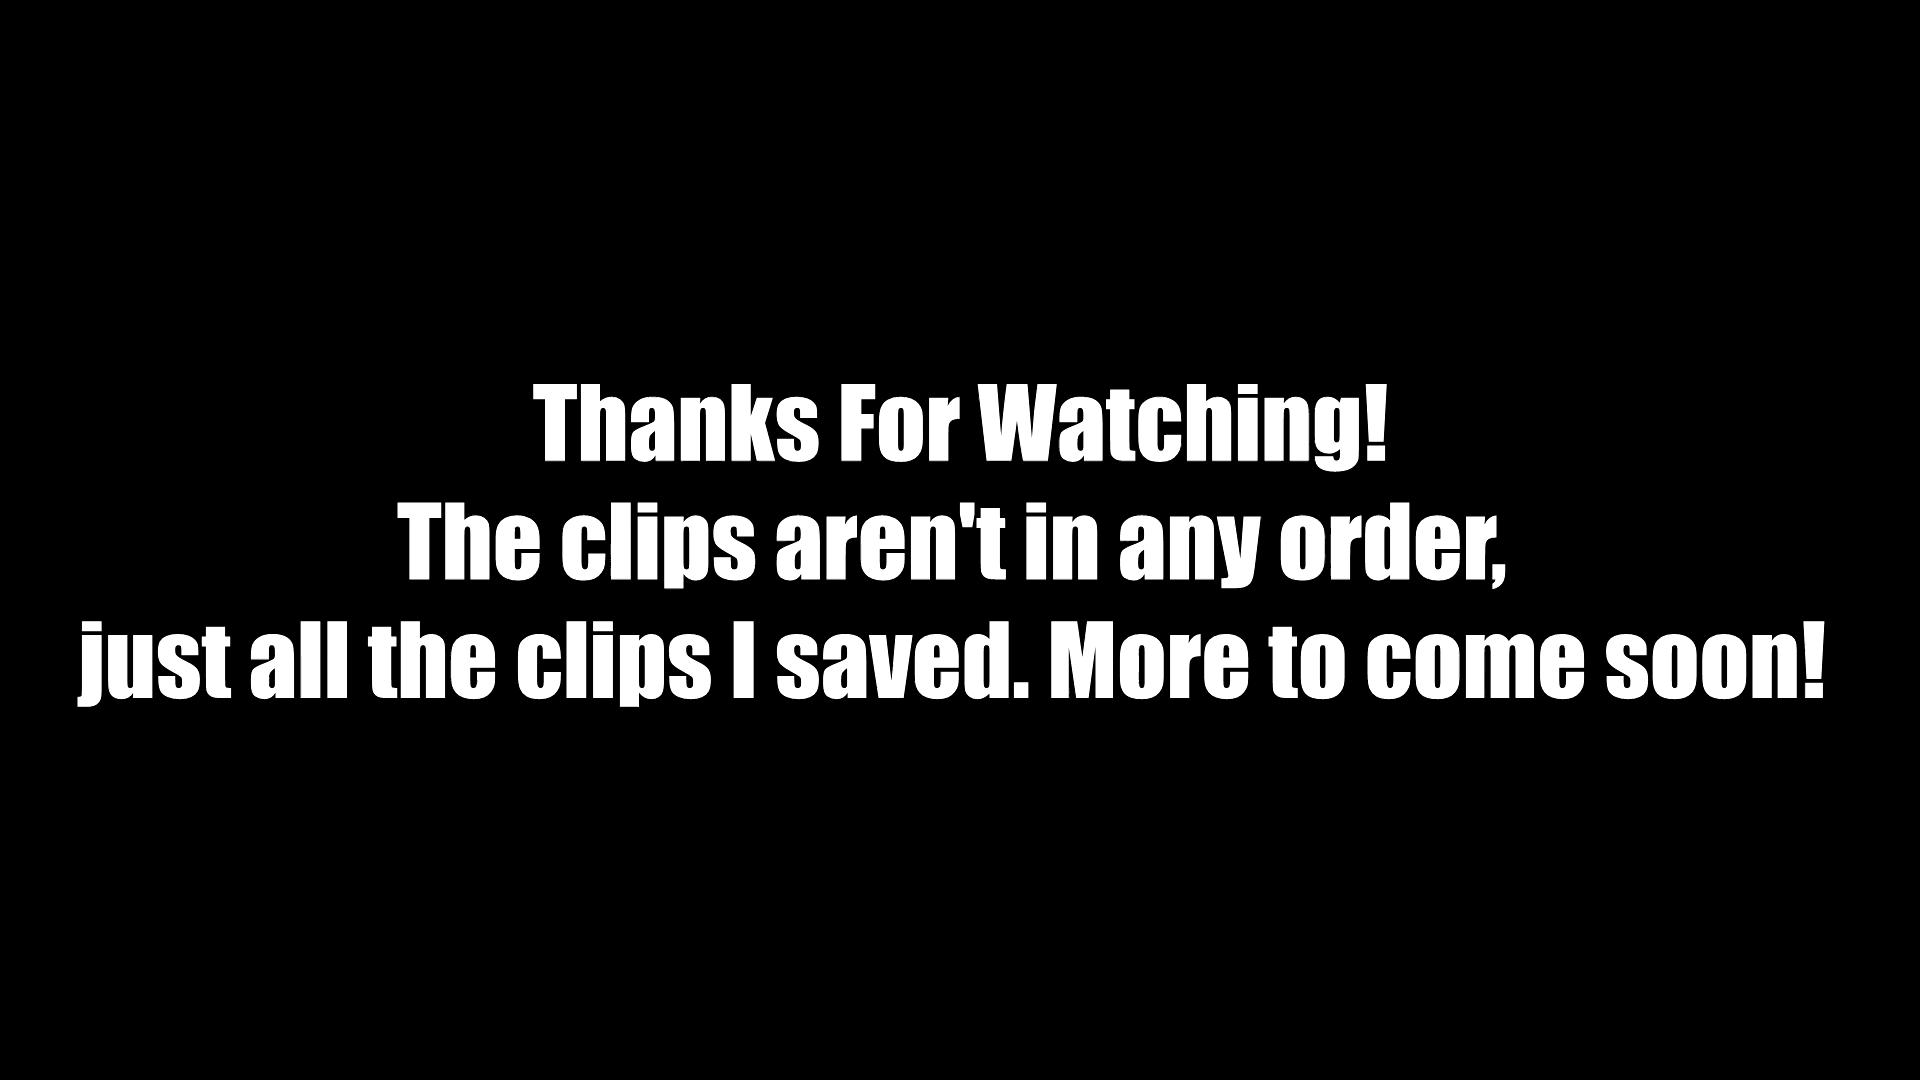 Thanks For Watching!
The clips aren't in any order,
just all the clips I saved. More to come soon!